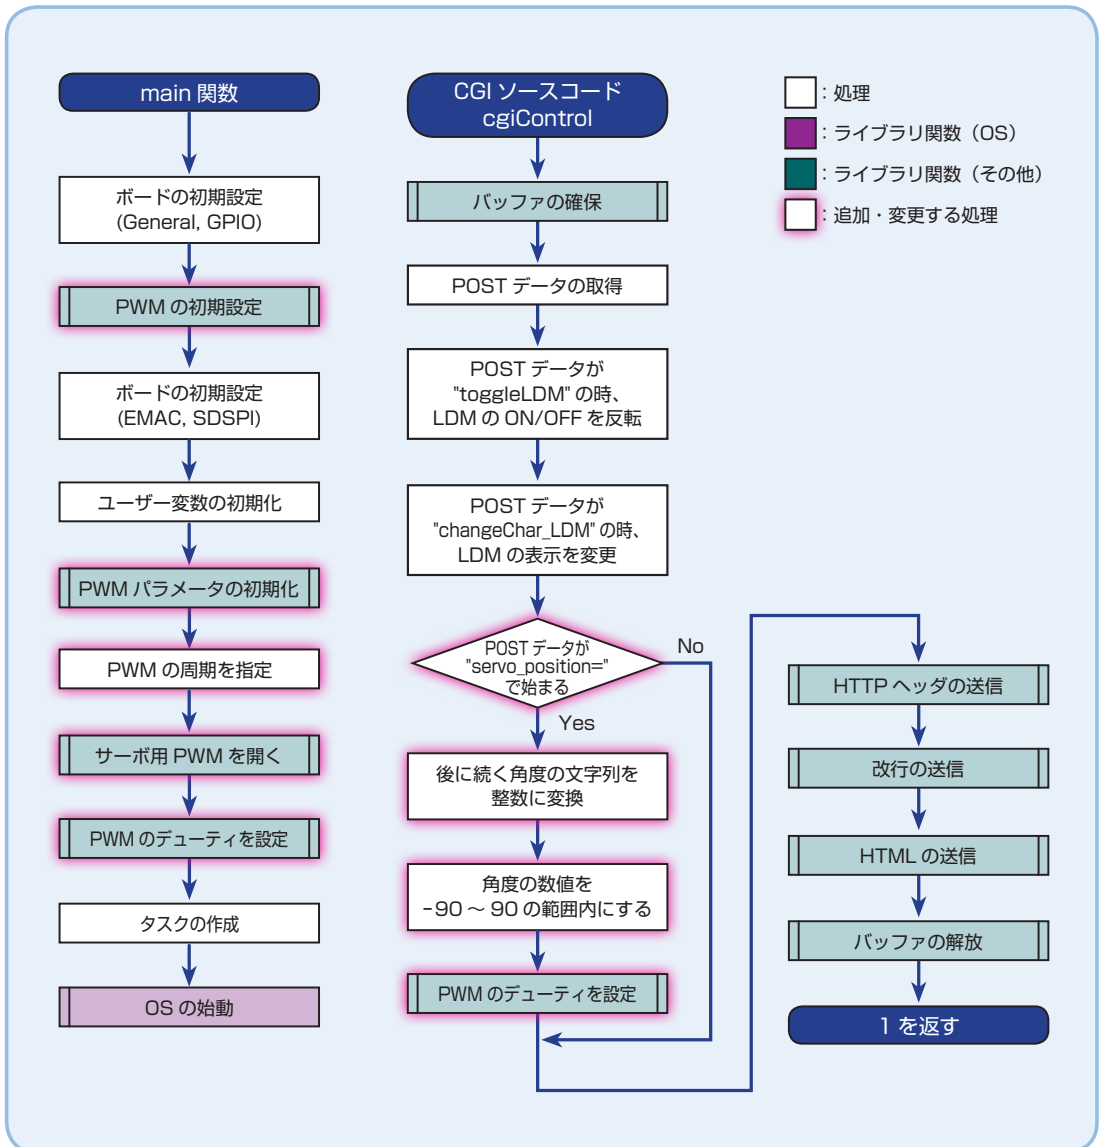 main 関数
ボードの初期設定
(General, GPIO)
PWM の初期設定
ボードの初期設定
(EMAC, SDSPI)
ユーザー変数の初期化
PWM パラメータの初期化
PWM の周期を指定
サーボ用 PWM を開く
PWM のデューティを設定
タスクの作成
OS の始動
CGI ソースコード
cgiControl
バッファの確保
POST データの取得
POST データが
"toggleLDM" の時、
LDM の ON/OFF を反転
POST データが
"changeChar_LDM" の時、
LDM の表示を変更
POST データが
"servo_position="
で始まる
No
Yes
後に続く角度の文字列を
整数に変換
角度の数値を
-90 ～ 90 の範囲内にする
PWM のデューティを設定
：処理
：ライブラリ関数（OS）
：ライブラリ関数（その他）
：追加・変更する処理
HTTP ヘッダの送信
改行の送信
HTML の送信
バッファの解放
1 を返す